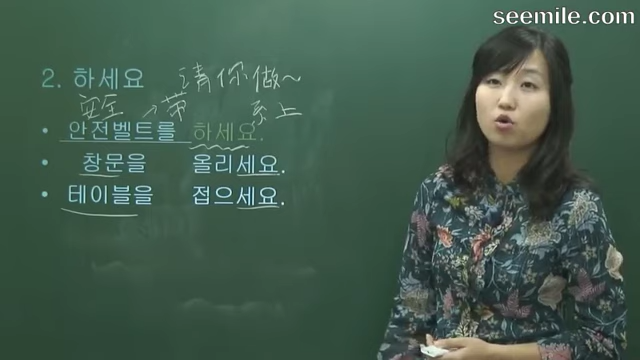 seemile.com
2. 하세요 请你做~
安全 → 带 系上
• 안전벨트를 하세요.
• 창문을 올리세요.
• 테이블을 접으세요.